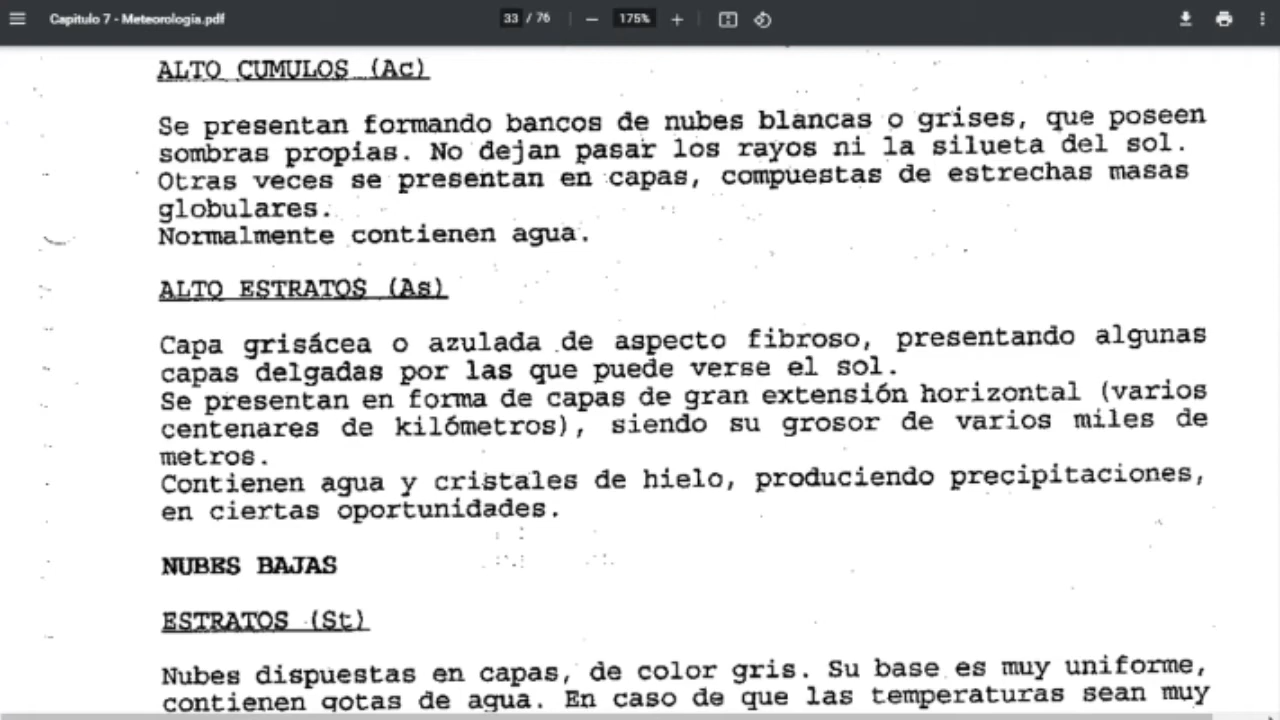 Capitulo 7 - Meteorologia.pdf
33 / 76
175%
ALTO CUMULOS (Ac)
Se presentan formando bancos de nubes blancas o grises, que poseen
sombras propias. No dejan pasar los rayos ni la silueta del sol.
Otras veces se presentan en capas, compuestas de estrechas masas
globulares.
Normalmente contienen agua.
ALTO ESTRATOS (As)
Capa grisácea o azulada de aspecto fibroso, presentando algunas
capas delgadas por las que puede verse el sol.
Se presentan en forma de capas de gran extensión horizontal (varios
centenares de kilómetros), siendo su grosor de varios miles de
metros.
Contienen agua y cristales de hielo, produciendo precipitaciones,
en ciertas oportunidades.
NUBES BAJAS
ESTRATOS (St)
Nubes dispuestas en capas, de color gris. Su base es muy uniforme,
contienen gotas de agua. En caso de que las temperaturas sean muy